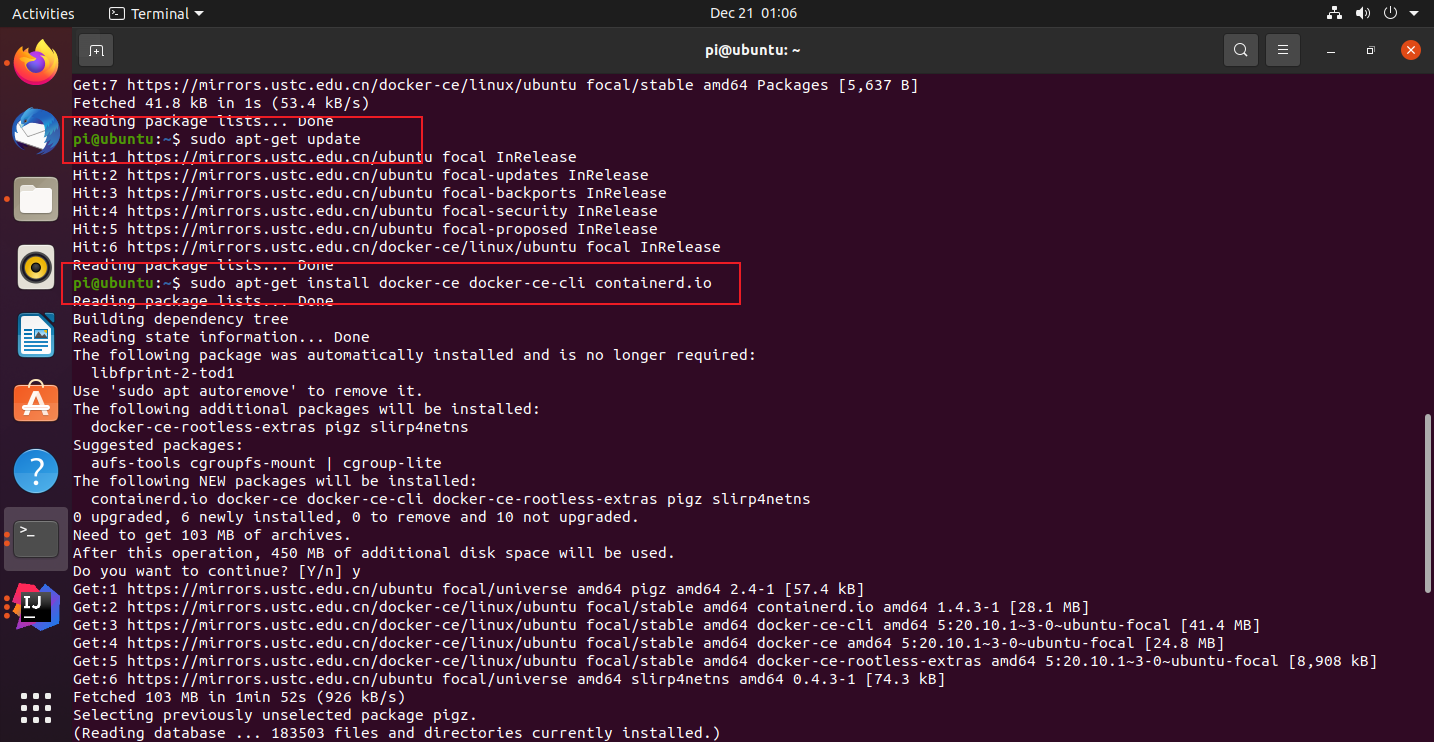 Activities
Terminal
Dec 21 01:06
pi@ubuntu: ~
Get:7 https://mirrors.ustc.edu.cn/docker-ce/linux/ubuntu focal/stable amd64 Packages [5,637 B]
Fetched 41.8 kB in 1s (53.4 kB/s)
Reading package lists... Done
pi@ubuntu:~$ sudo apt-get update
Hit:1 https://mirrors.ustc.edu.cn/ubuntu focal InRelease
Hit:2 https://mirrors.ustc.edu.cn/ubuntu focal-updates InRelease
Hit:3 https://mirrors.ustc.edu.cn/ubuntu focal-backports InRelease
Hit:4 https://mirrors.ustc.edu.cn/ubuntu focal-security InRelease
Hit:5 https://mirrors.ustc.edu.cn/ubuntu focal-proposed InRelease
Hit:6 https://mirrors.ustc.edu.cn/docker-ce/linux/ubuntu focal InRelease
Reading package lists... Done
pi@ubuntu:~$ sudo apt-get install docker-ce docker-ce-cli containerd.io
Reading package lists... Done
Building dependency tree
Reading state information... Done
The following package was automatically installed and is no longer required:
libfprint-2-tod1
Use 'sudo apt autoremove' to remove it.
The following additional packages will be installed:
docker-ce-rootless-extras pigz slirp4netns
Suggested packages:
aufs-tools cgroupfs-mount | cgroup-lite
The following NEW packages will be installed:
containerd.io docker-ce docker-ce-cli docker-ce-rootless-extras pigz slirp4netns
0 upgraded, 6 newly installed, 0 to remove and 10 not upgraded.
Need to get 103 MB of archives.
After this operation, 450 MB of additional disk space will be used.
Do you want to continue? [Y/n] y
Get:1 https://mirrors.ustc.edu.cn/ubuntu focal/universe amd64 pigz amd64 2.4-1 [57.4 kB]
Get:2 https://mirrors.ustc.edu.cn/docker-ce/linux/ubuntu focal/stable amd64 containerd.io amd64 1.4.3-1 [28.1 MB]
Get:3 https://mirrors.ustc.edu.cn/docker-ce/linux/ubuntu focal/stable amd64 docker-ce-cli amd64 5:20.10.1~3-0~ubuntu-focal [41.4 MB]
Get:4 https://mirrors.ustc.edu.cn/docker-ce/linux/ubuntu focal/stable amd64 docker-ce amd64 5:20.10.1~3-0~ubuntu-focal [24.8 MB]
Get:5 https://mirrors.ustc.edu.cn/docker-ce/linux/ubuntu focal/stable amd64 docker-ce-rootless-extras amd64 5:20.10.1~3-0~ubuntu-focal [8,908 kB]
Get:6 https://mirrors.ustc.edu.cn/ubuntu focal/universe amd64 slirp4netns amd64 0.4.3-1 [74.3 kB]
Fetched 103 MB in 1min 52s (926 kB/s)
Selecting previously unselected package pigz.
(Reading database ... 183503 files and directories currently installed.)
IJ